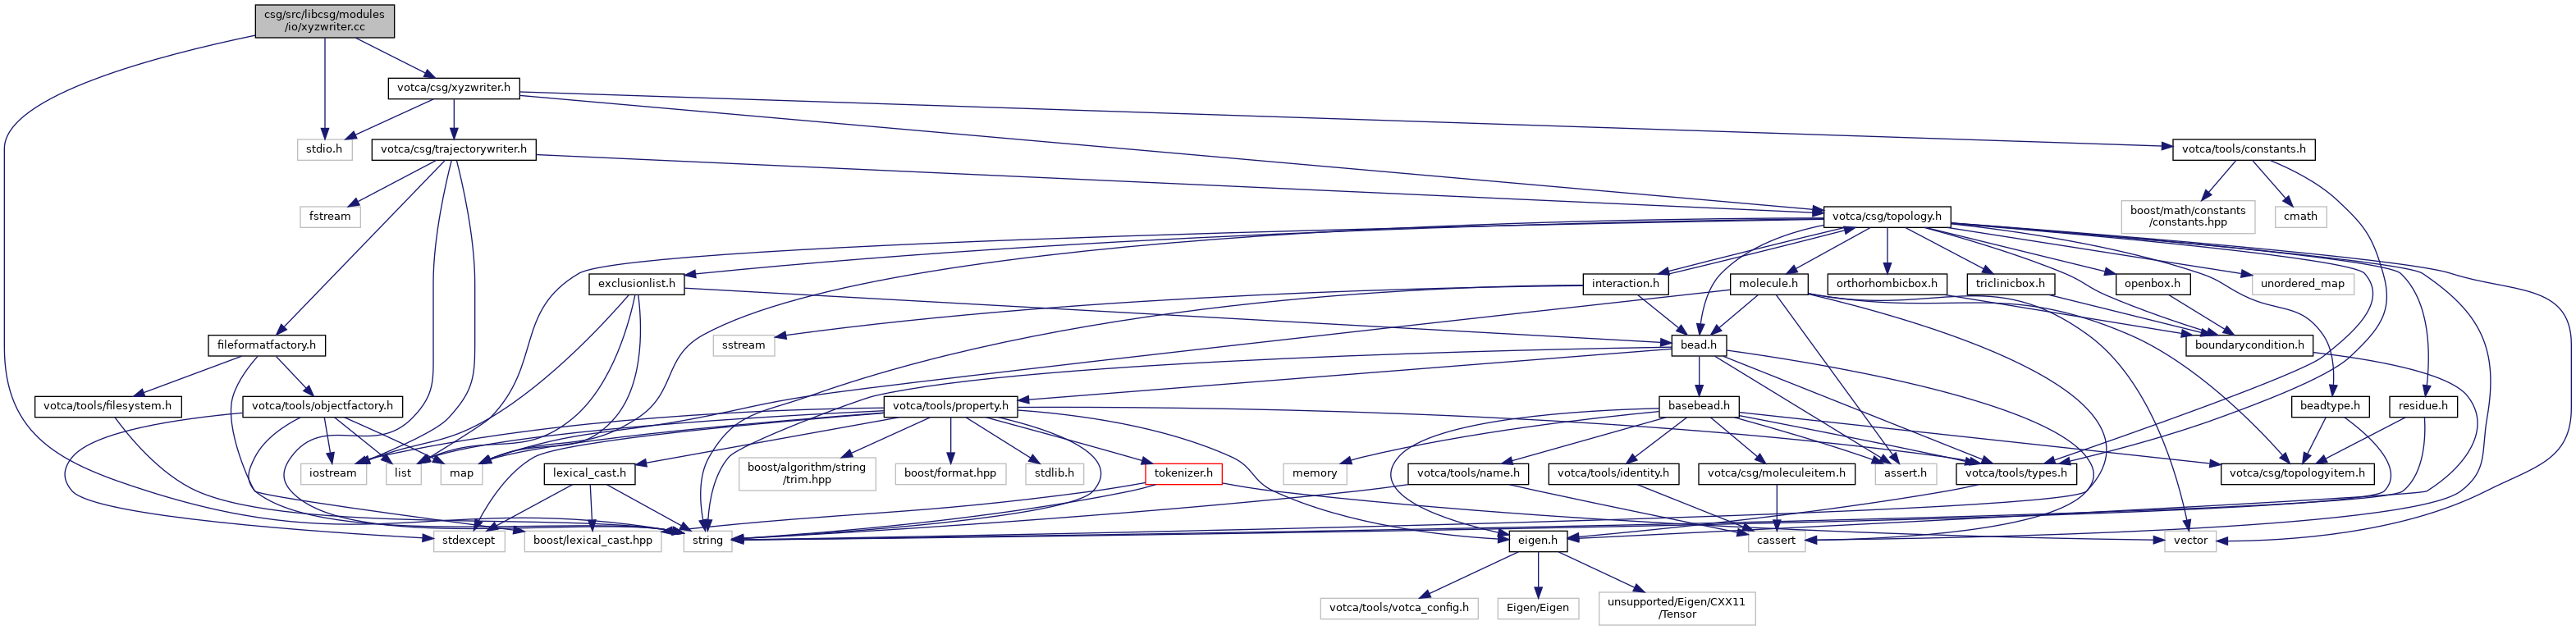 csg/src/libcsg/modules
/io/xyzwriter.cc
votca/csg/xyzwriter.h
stdio.h
votca/csg/trajectorywriter.h
votca/tools/constants.h
fstream
votca/csg/topology.h
boost/math/constants
/constants.hpp
cmath
exclusionlist.h
interaction.h
molecule.h
orthorhombicbox.h
triclinicbox.h
openbox.h
unordered_map
fileformatfactory.h
sstream
bead.h
boundarycondition.h
votca/tools/filesystem.h
votca/tools/objectfactory.h
votca/tools/property.h
basebead.h
beadtype.h
residue.h
iostream
list
map
lexical_cast.h
boost/algorithm/string
/trim.hpp
boost/format.hpp
stdlib.h
tokenizer.h
memory
votca/tools/name.h
votca/tools/identity.h
votca/csg/moleculeitem.h
assert.h
votca/tools/types.h
votca/csg/topologyitem.h
stdexcept
boost/lexical_cast.hpp
string
eigen.h
cassert
vector
votca/tools/votca_config.h
Eigen/Eigen
unsupported/Eigen/CXX11
/Tensor